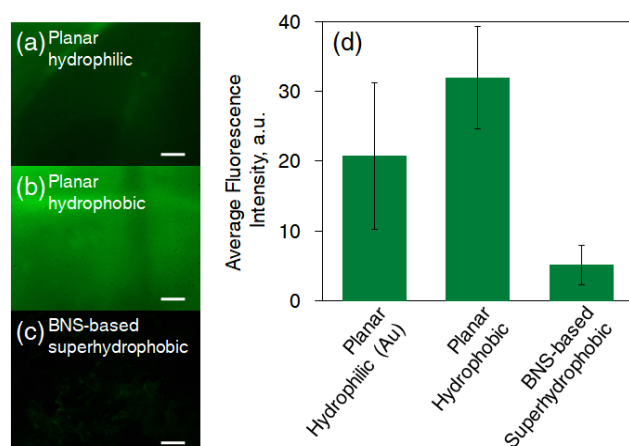 (a) Planar
hydrophilic
(b) Planar
hydrophobic
(c) BNS-based
superhydrophobic
(d)
Average Fluorescence
Intensity, a.u.
40
30
20
10
0
Planar
Hydrophilic (Au)
Planar
Hydrophobic
BNS-based
Superhydrophobic